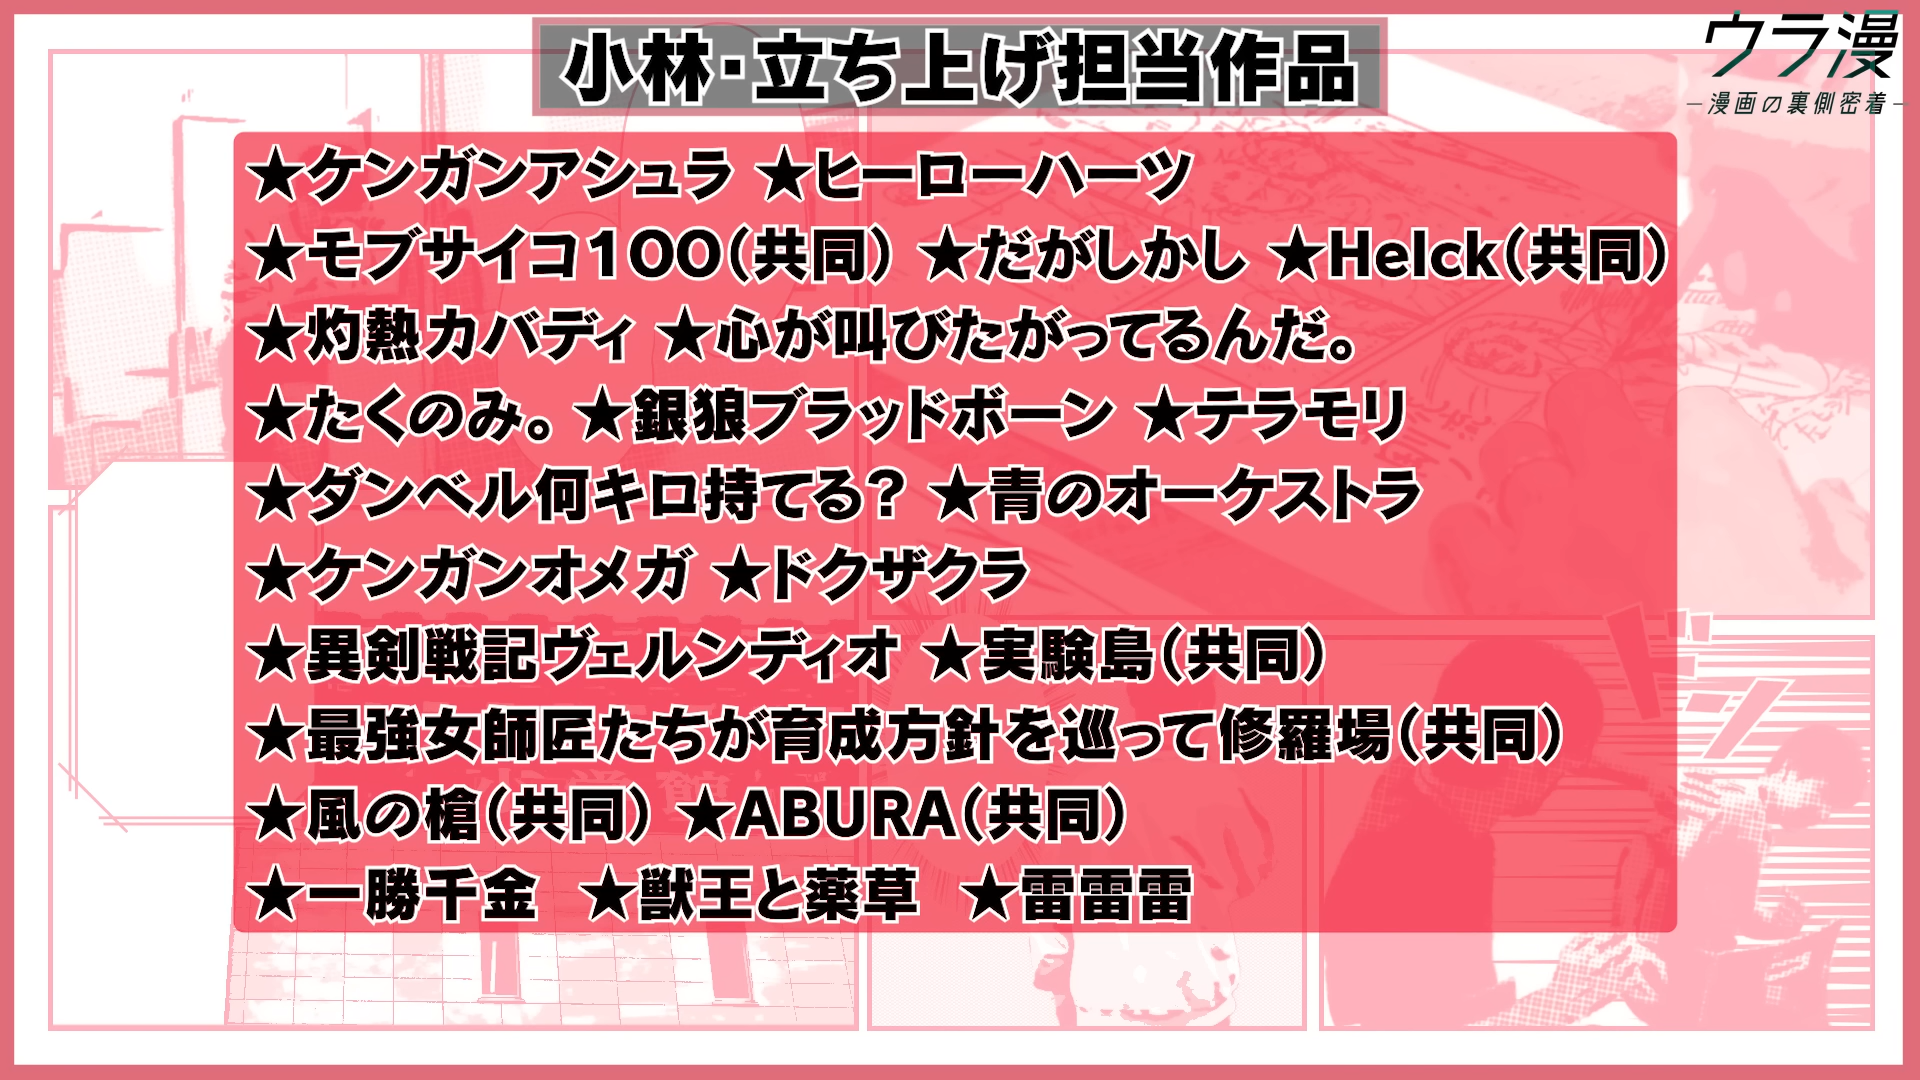 小林・立ち上げ担当作品
ウラ漫
ー漫画の裏側密着ー
★ケンガンアシュラ ★ヒーローハーツ
★モブサイコ100(共同) ★だがしかし ★Helck(共同)
★灼熱カバディ ★心が叫びたがってるんだ。
★たくのみ。 ★銀狼ブラッドボーン ★テラモリ
★ダンベル何キロ持てる？ ★青のオーケストラ
★ケンガンオメガ ★ドクザクラ
★異剣戦記ヴェルンディオ ★実験島(共同)
★最強女師匠たちが育成方針を巡って修羅場(共同)
★風の槍(共同) ★ABURA(共同)
★一勝千金 ★獣王と薬草 ★雷雷雷